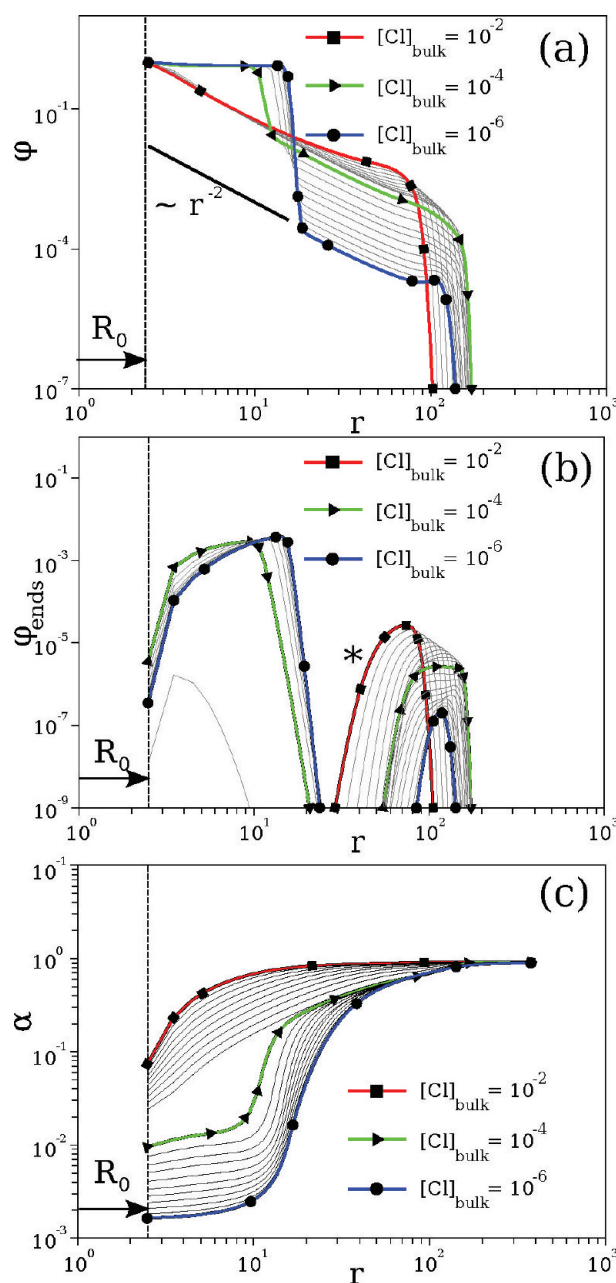 (a)
[Cl]bulk = 10-2
[Cl]bulk = 10-4
[Cl]bulk = 10-6
10-1
10-4
10-7
φ
~ r-2
R0
100
101
102
103
r
(b)
[Cl]bulk = 10-2
[Cl]bulk = 10-4
[Cl]bulk = 10-6
10-1
10-3
10-5
10-7
10-9
φends
*
R0
100
101
102
103
r
(c)
10-1
100
10-1
10-2
10-3
α
[Cl]bulk = 10-2
[Cl]bulk = 10-4
[Cl]bulk = 10-6
R0
100
101
102
103
r